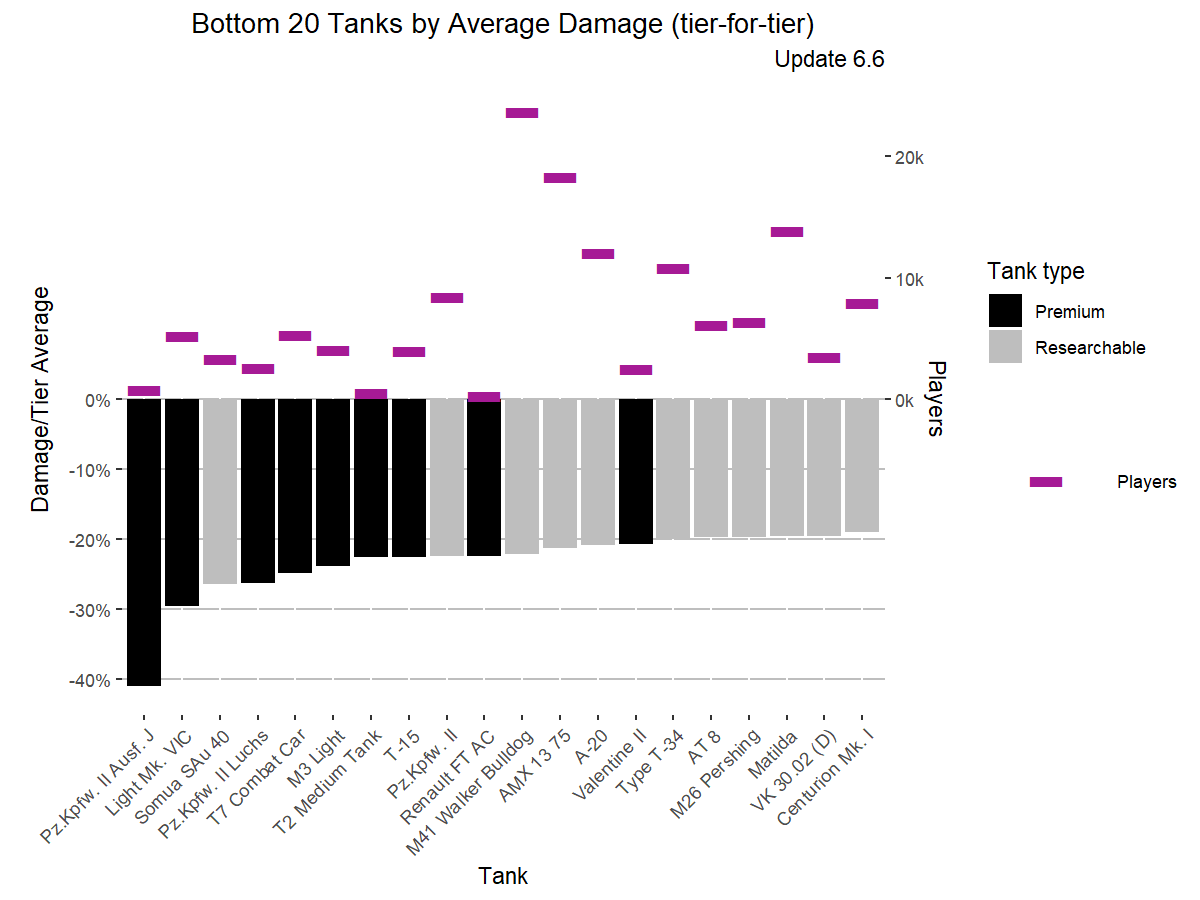 Bottom 20 Tanks by Average Damage (tier-for-tier)
Update 6.6
Damage/Tier Average
0%
-10%
-20%
-30%
-40%
20k
10k
0k
Players
Tank type
Premium
Researchable
Players
Pz.Kpfw. II Ausf. J
Light Mk. VIC
Somua SAu 40
Pz.Kpfw. II Luchs
T7 Combat Car
M3 Light
T2 Medium Tank
T-15
Pz.Kpfw. II
Renault FT AC
M41 Walker Bulldog
AMX 13 75
A-20
Valentine II
Type T-34
AT 8
M26 Pershing
Matilda
VK 30.02 (D)
Centurion Mk. I
Tank